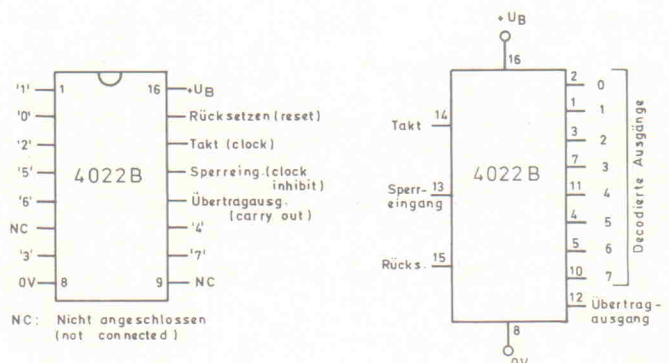 '1' 1 16 +UB
'0' Rücksetzen (reset)
'2' Takt (clock)
'5' Sperreing. (clock
inhibit)
'6' Übertragausg.
(carry out)
NC '4'
'3' '7'
0V 8 9 NC
4022B
NC: Nicht angeschlossen
(not connected)
+UB
16
Takt 14
Sperr-
eingang 13
Rücks. 15
4022B
2 0
1 1
3 2
7 3
11 4
4 5
5 6
10 7
Decodierte Ausgänge
12 Übertrag-
ausgang
8
0V